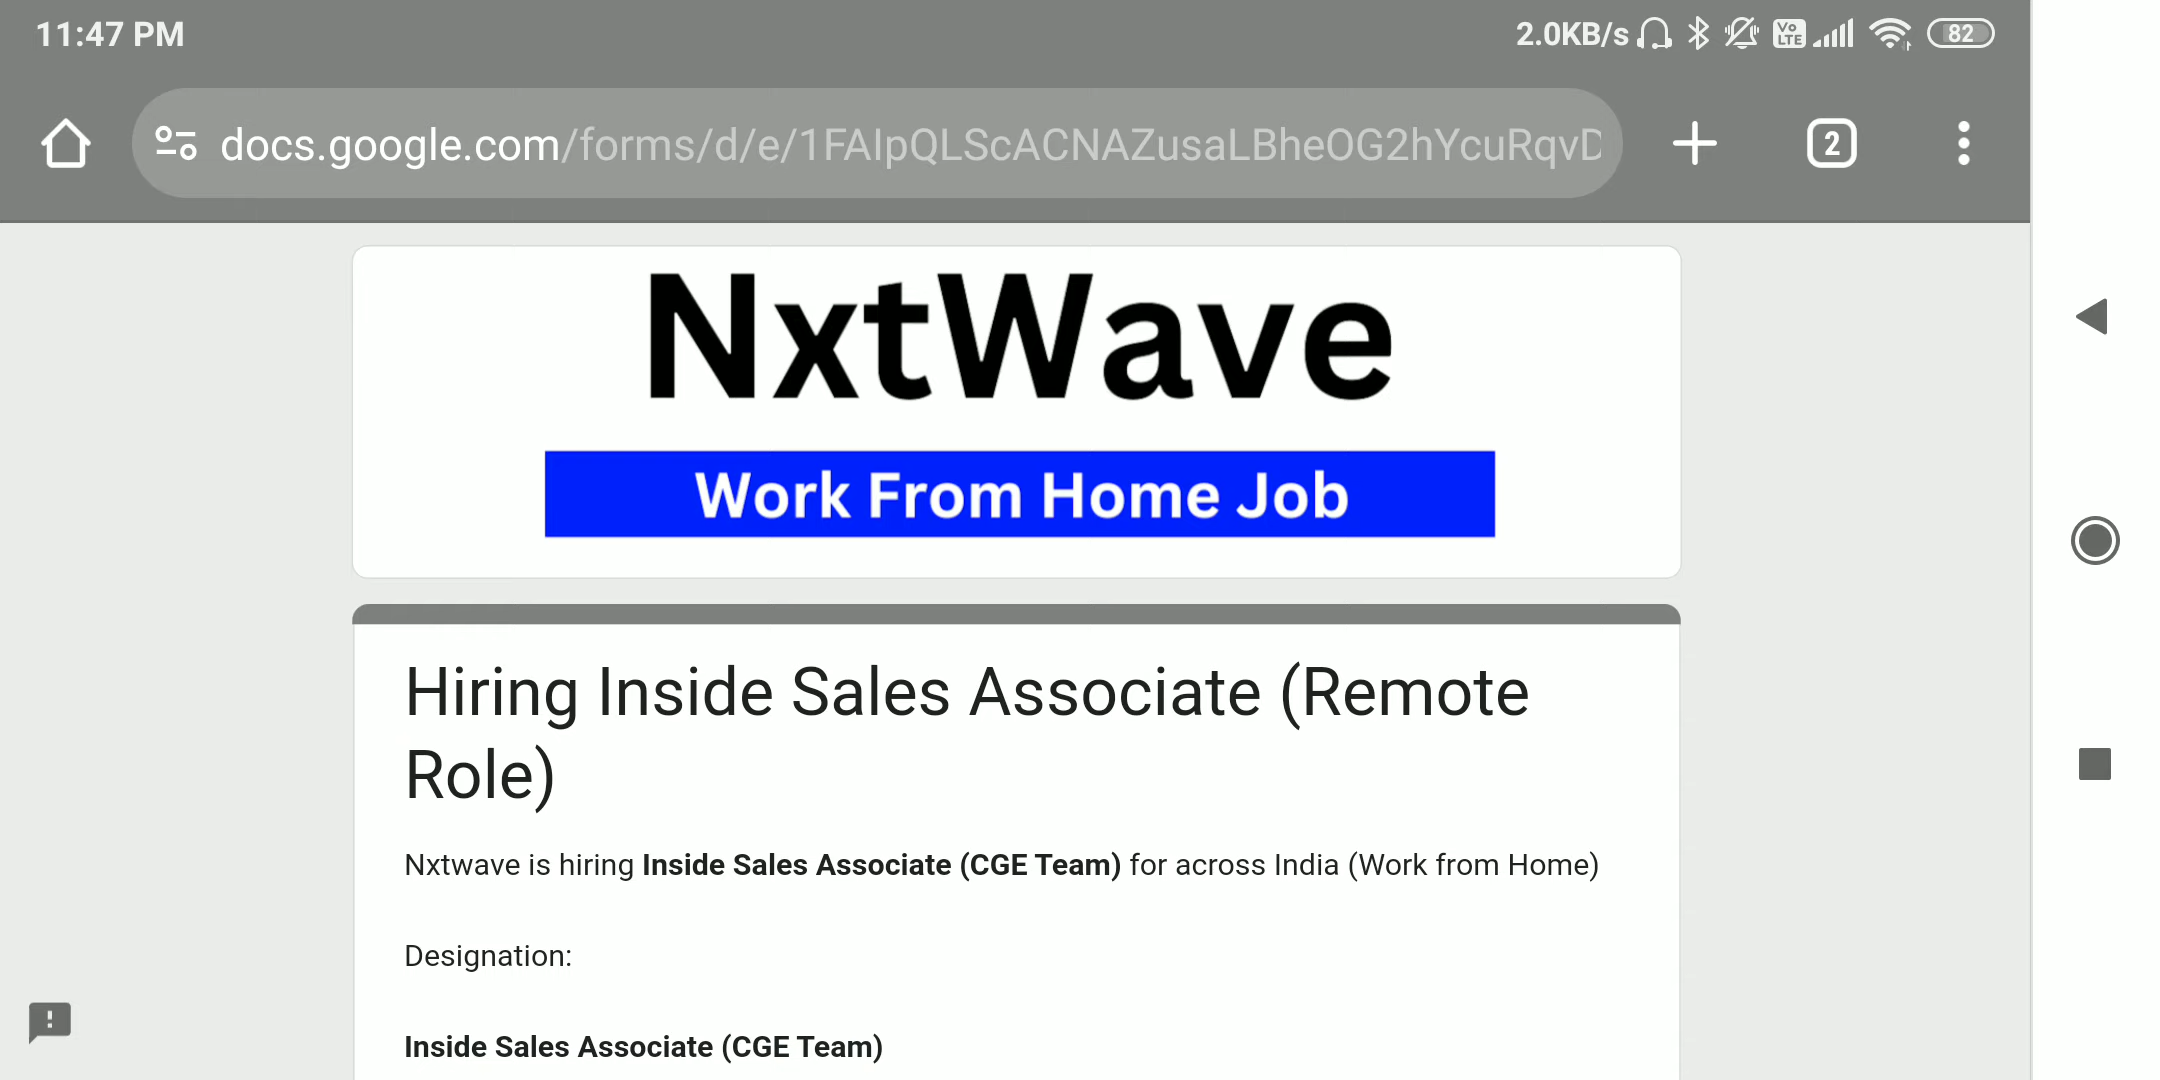 11:47 PM
2.0KB/s
Vo LTE
82
docs.google.com/forms/d/e/1FAIpQLScACNAZusaLBheOG2hYcuRqvD
2
NxtWave
Work From Home Job
Hiring Inside Sales Associate (Remote
Role)
Nxtwave is hiring Inside Sales Associate (CGE Team) for across India (Work from Home)
Designation:
Inside Sales Associate (CGE Team)